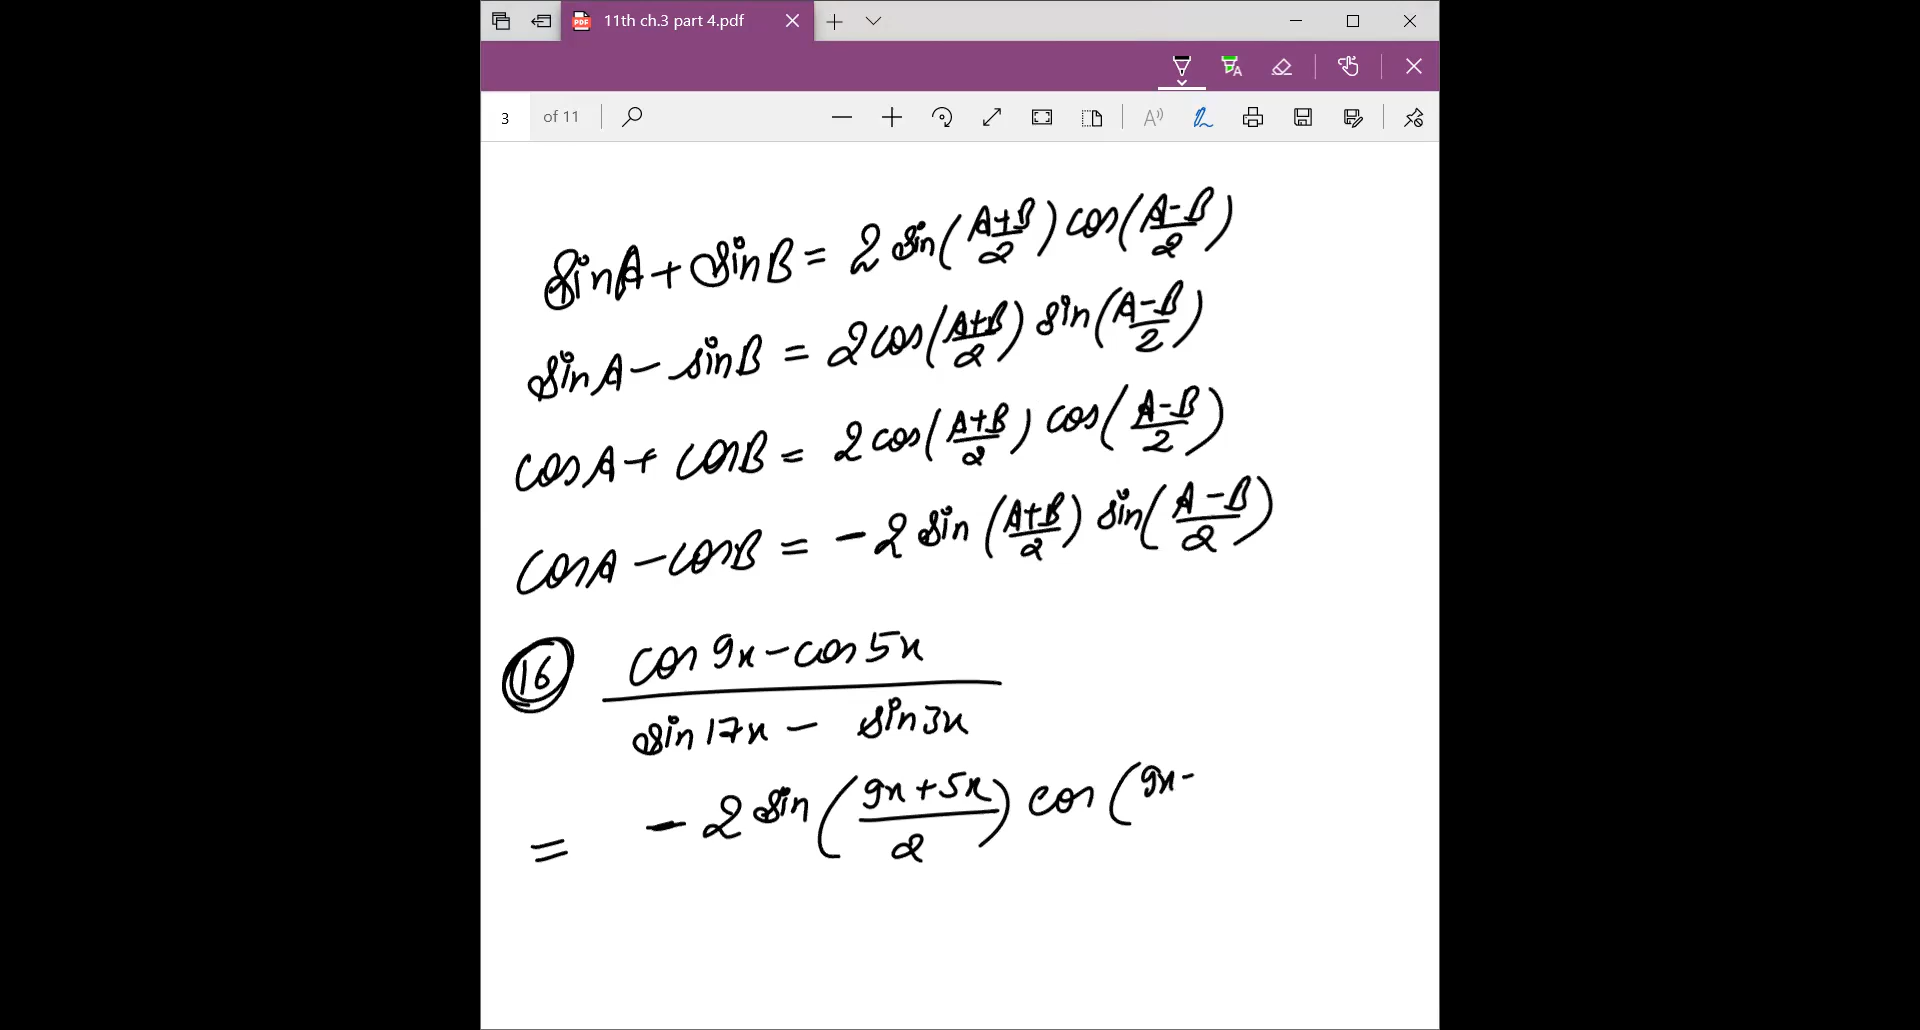 11th ch.3 part 4.pdf
3 of 11
sinA + sinB = 2 sin(A+B/2) cos(A-B/2)
sinA - sinB = 2 cos(A+B/2) sin(A-B/2)
cosA + cosB = 2 cos(A+B/2) cos(A-B/2)
cosA - cosB = -2 sin(A+B/2) sin(A-B/2)
16 cos 9x - cos 5x
sin 17x - sin 3x
= -2 sin(9x + 5x/2) cos(9x -